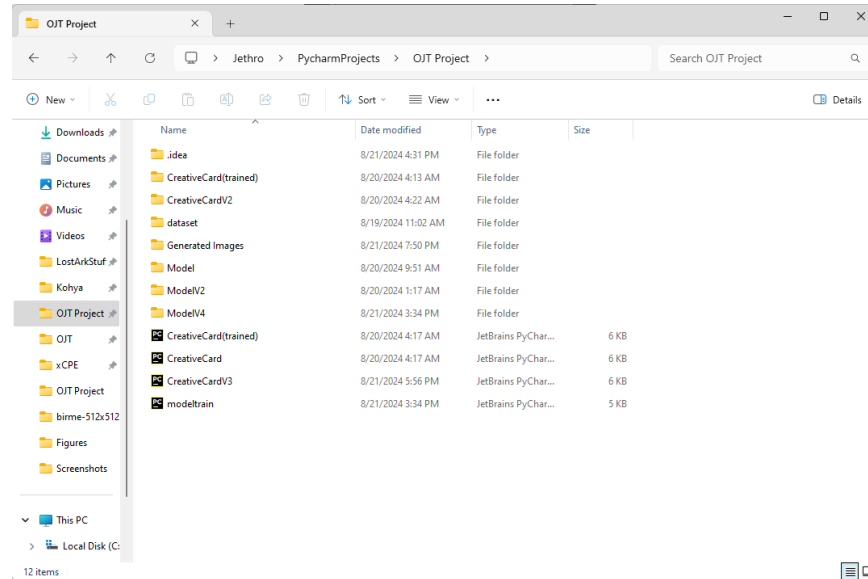 OJT Project
Jethro > PycharmProjects > OJT Project >
Search OJT Project
New
Sort
View
Details
Downloads
Documents
Pictures
Music
Videos
LostArkStuf
Kohya
OJT Project
OJT
xCPE
OJT Project
birme-512x512
Figures
Screenshots
This PC
Local Disk (C:
Name Date modified Type Size
.idea 8/21/2024 4:31 PM File folder
CreativeCard(trained) 8/20/2024 4:13 AM File folder
CreativeCardV2 8/20/2024 4:22 AM File folder
dataset 8/19/2024 11:02 AM File folder
Generated Images 8/21/2024 7:50 PM File folder
Model 8/20/2024 9:51 AM File folder
ModelV2 8/20/2024 1:17 AM File folder
ModelV4 8/21/2024 3:34 PM File folder
PC CreativeCard(trained) 8/20/2024 4:17 AM JetBrains PyChar... 6 KB
PC CreativeCard 8/20/2024 4:17 AM JetBrains PyChar... 6 KB
PC CreativeCardV3 8/21/2024 5:56 PM JetBrains PyChar... 6 KB
PC modeltrain 8/21/2024 3:34 PM JetBrains PyChar... 5 KB
12 items